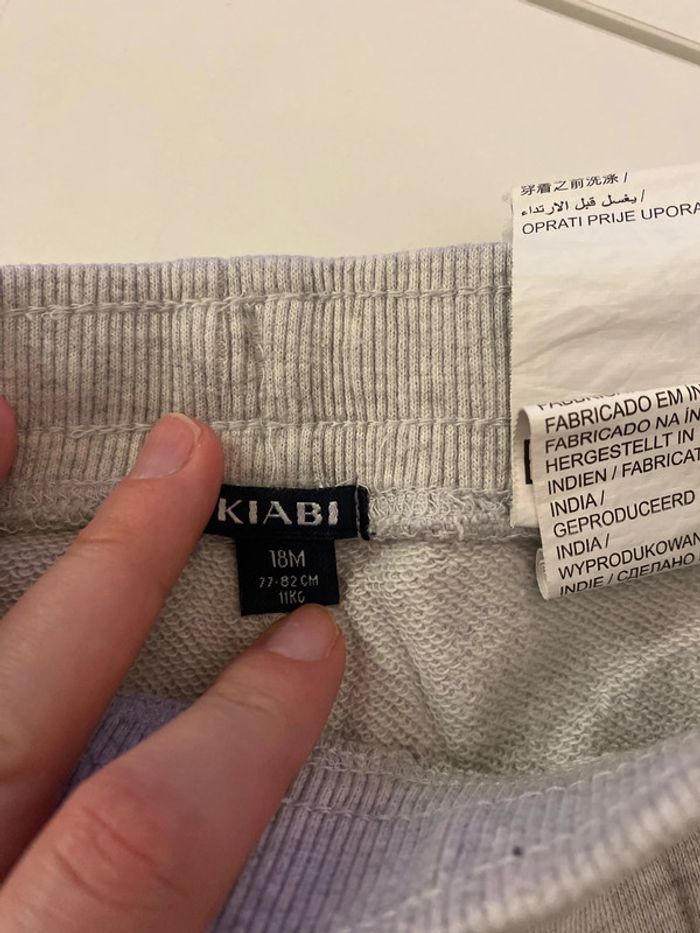 穿着之前洗涤 /
يغسل قبل الارتداء /
OPRATI PRIJE UPORA
FABRICADO EM IN
FABRICADO NA ÍN
HERGESTELLT IN
INDIEN / FABRICAT
INDIA /
GEPRODUCEERD
INDIA /
WYPRODUKOWAN
INDIE / СДЕЛАНО
KIABI
18M
77-82 CM
11KG